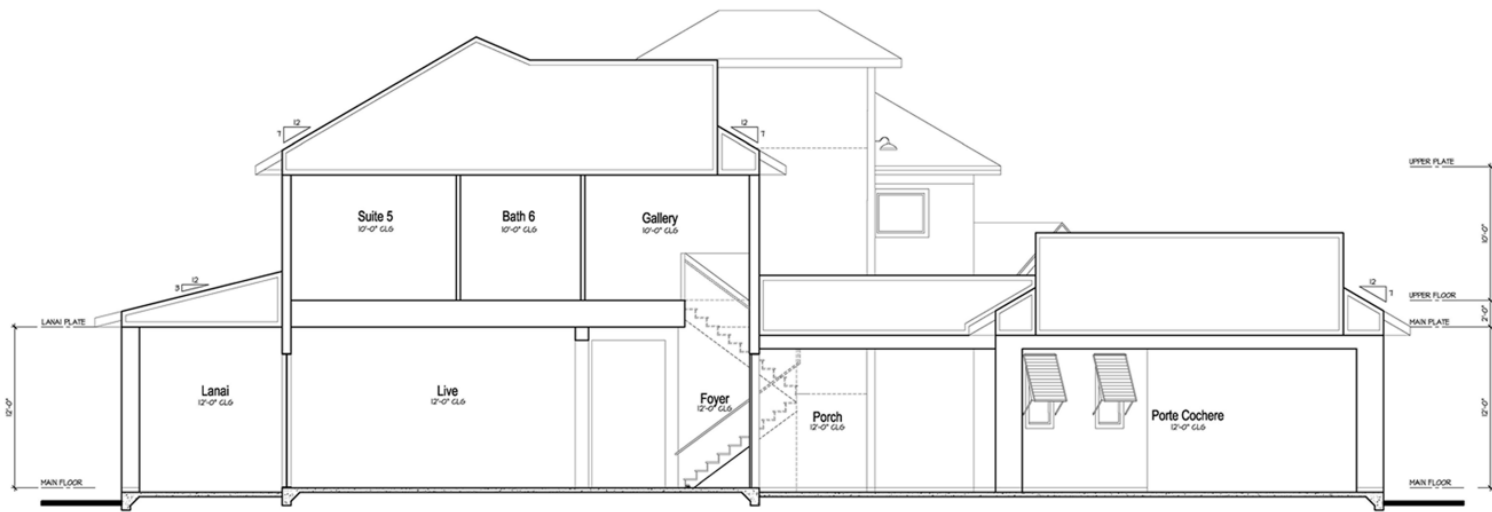 12
7
12
7
UPPER PLATE
Suite 5
10'-0" CLG
Bath 6
10'-0" CLG
Gallery
10'-0" CLG
10'-0"
12
3
12
7
UPPER FLOOR
2'-0"
LANAI PLATE
MAIN PLATE
Lanai
12'-0" CLG
Live
12'-0" CLG
Foyer
12'-0" CLG
Porch
12'-0" CLG
Porte Cochere
12'-0" CLG
12'-0"
12'-0"
MAIN FLOOR
MAIN FLOOR